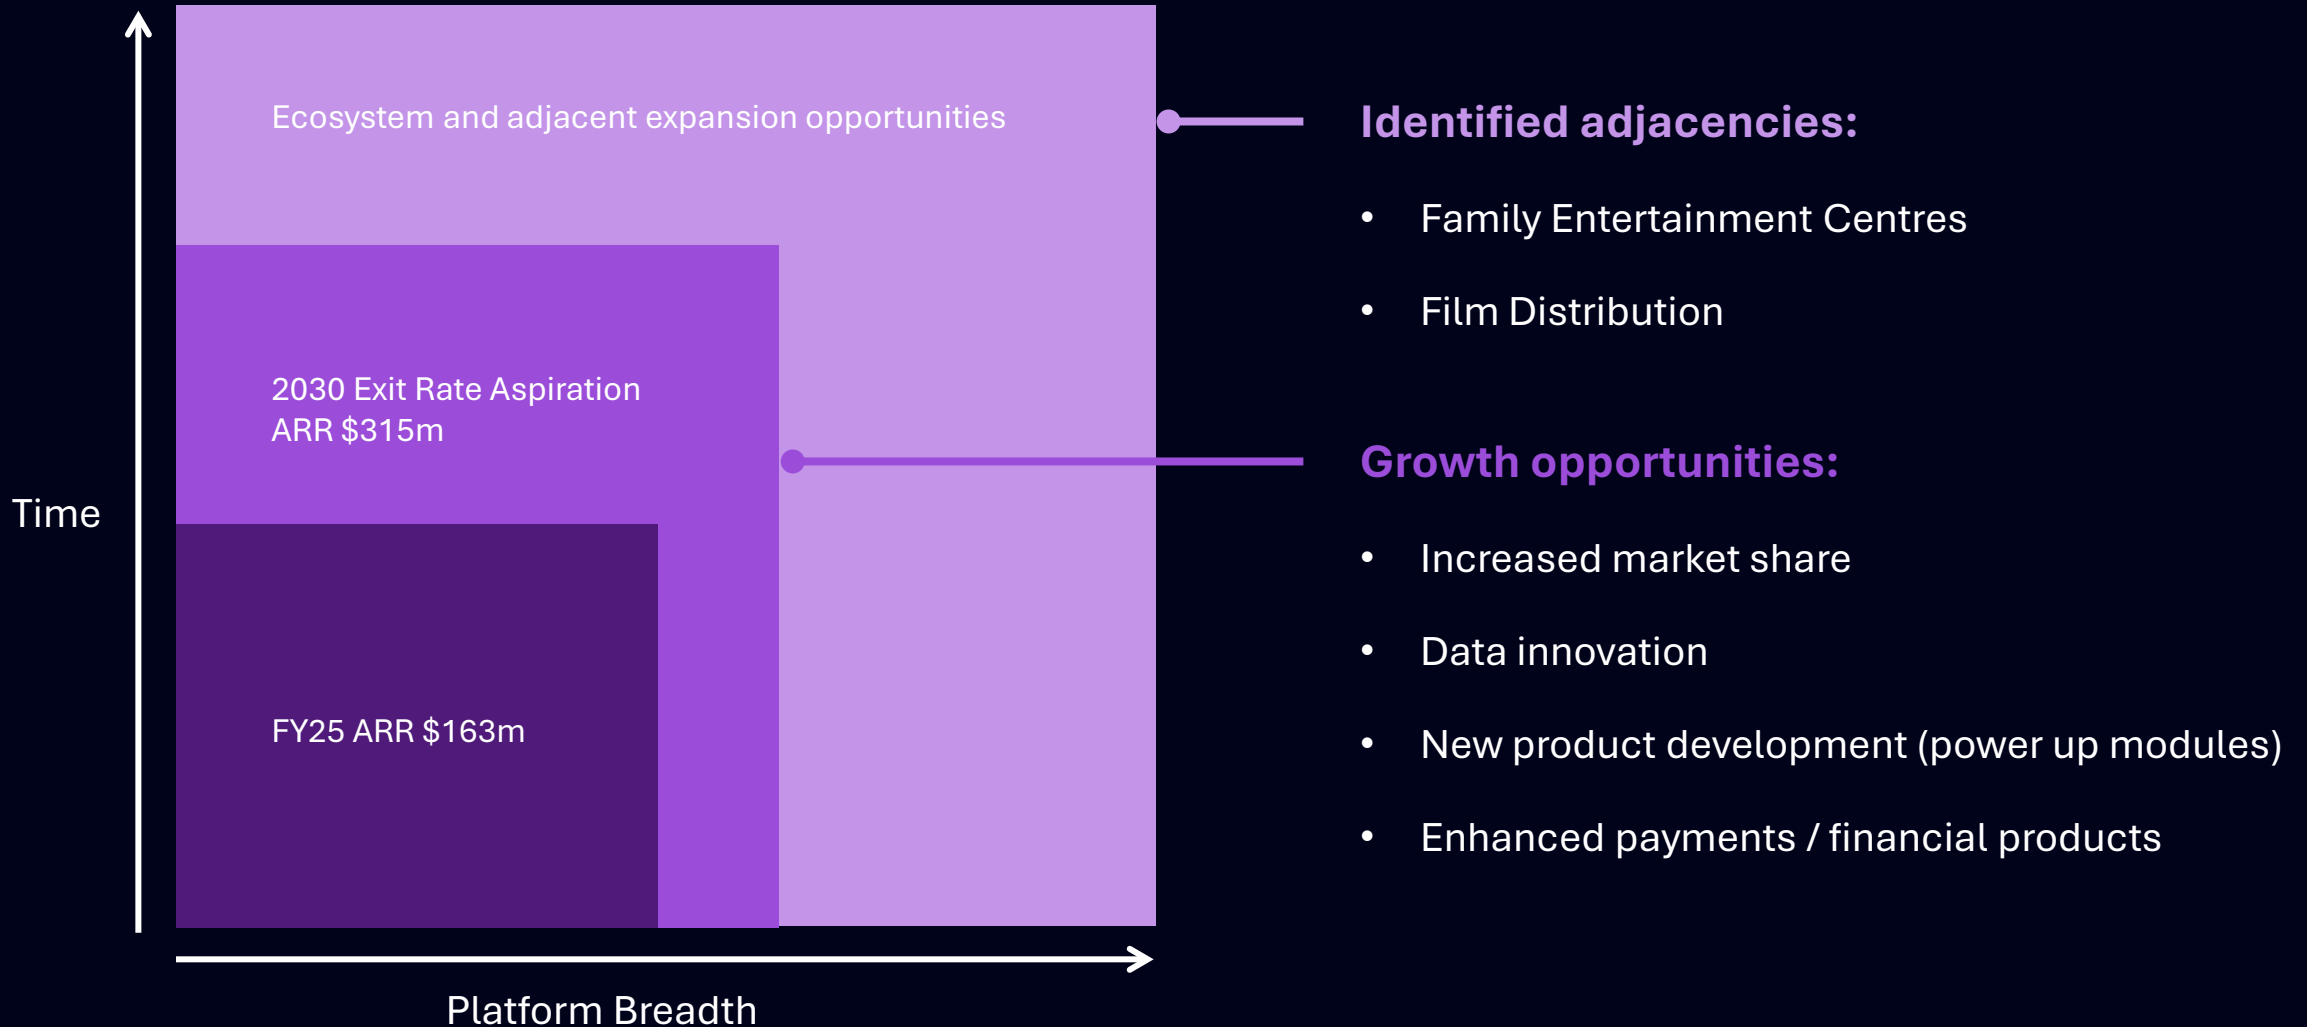 Time
Ecosystem and adjacent expansion opportunities
2030 Exit Rate Aspiration
ARR $315m
FY25 ARR $163m
Platform Breadth
Identified adjacencies:
• Family Entertainment Centres
• Film Distribution
Growth opportunities:
• Increased market share
• Data innovation
• New product development (power up modules)
• Enhanced payments / financial products